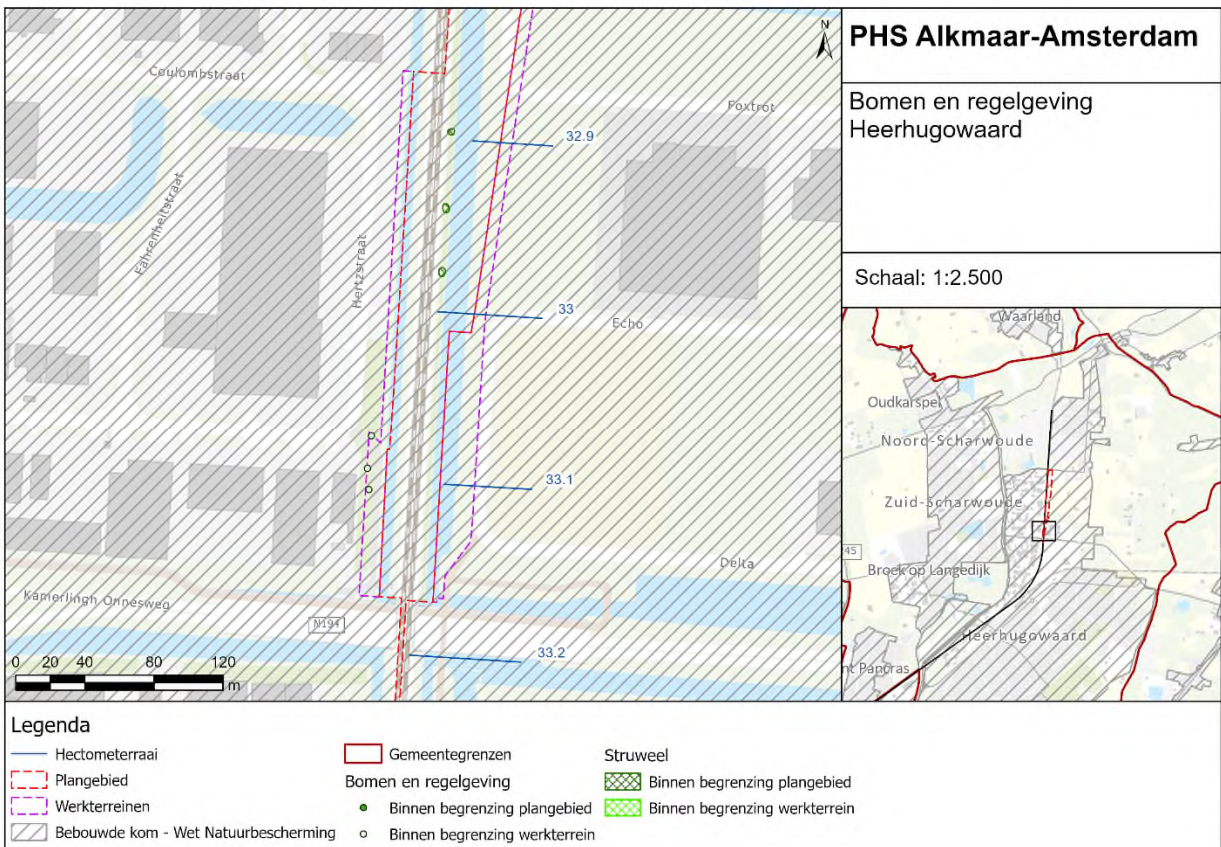 PHS Alkmaar-Amsterdam
Bomen en regelgeving
Heerhugowaard
Schaal: 1:2.500
N
Coulombstraat
Foxtrot
32.9
Fahrenheitstraat
Hertzstraat
33
Echo
33.1
Delta
Kamerlingh Onnesweg
N194
33.2
0 20 40 80 120
m
Waarland
Oudkarspel
Noord-Scharwoude
Zuid-Scharwoude
45
Broek op Langedijk
Heerhugowaard
nt Pancras
Legenda
Hectometerraai
Plangebied
Werkterreinen
Bebouwde kom - Wet Natuurbescherming
Gemeentegrenzen
Bomen en regelgeving
Binnen begrenzing plangebied
Binnen begrenzing werkterrein
Struweel
Binnen begrenzing plangebied
Binnen begrenzing werkterrein